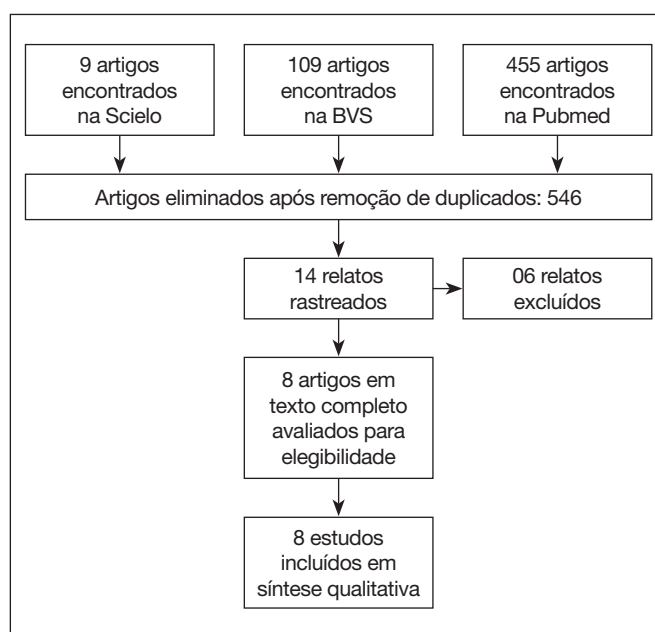 9 artigos
encontrados
na Scielo
109 artigos
encontrados
na BVS
455 artigos
encontrados
na Pubmed
Artigos eliminados após remoção de duplicados: 546
14 relatos
rastreados
06 relatos
excluídos
8 artigos em
texto completo
avaliados para
elegibilidade
8 estudos
incluídos em
síntese qualitativa